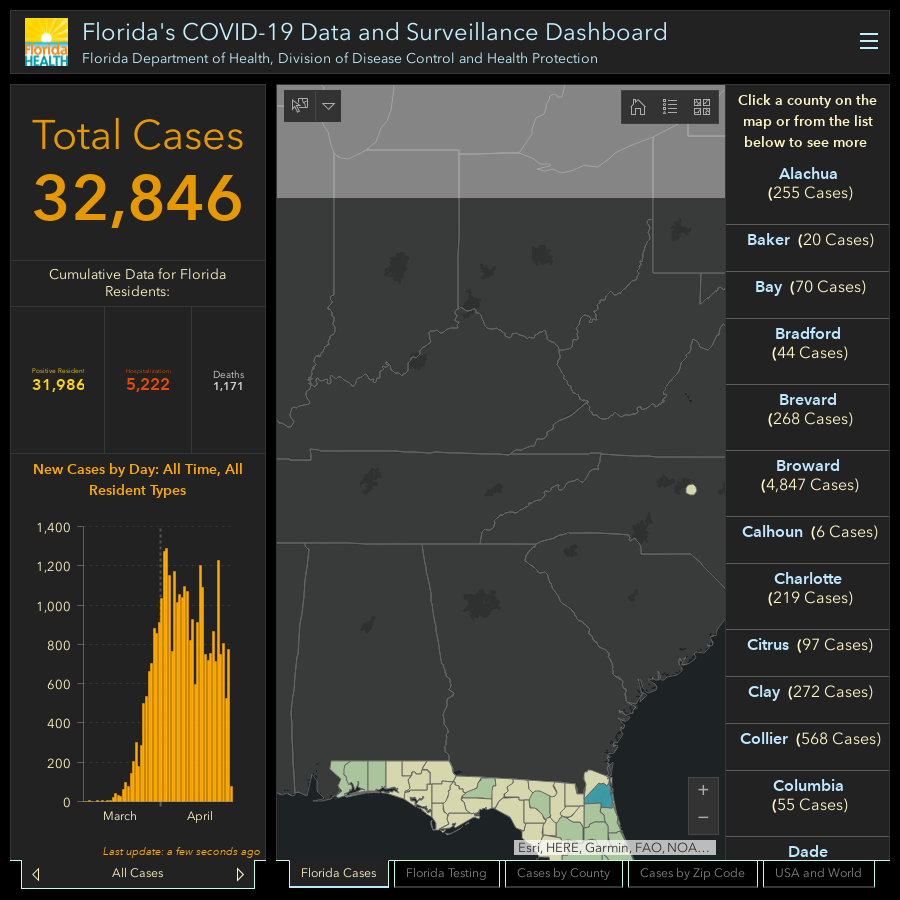 Florida HEALTH
Florida's COVID-19 Data and Surveillance Dashboard
Florida Department of Health, Division of Disease Control and Health Protection
Total Cases
32,846
Cumulative Data for Florida
Residents:
Positive Resident
31,986
Hospitalization
5,222
Deaths
1,171
New Cases by Day: All Time, All
Resident Types
1,400
1,200
1,000
800
600
400
200
0
March April
Last update: a few seconds ago
All Cases
Esri, HERE, Garmin, FAO, NOA...
Florida Cases
Florida Testing
Cases by County
Cases by Zip Code
USA and World
Click a county on the
map or from the list
below to see more
Alachua
(255 Cases)
Baker (20 Cases)
Bay (70 Cases)
Bradford
(44 Cases)
Brevard
(268 Cases)
Broward
(4,847 Cases)
Calhoun (6 Cases)
Charlotte
(219 Cases)
Citrus (97 Cases)
Clay (272 Cases)
Collier (568 Cases)
Columbia
(55 Cases)
Dade